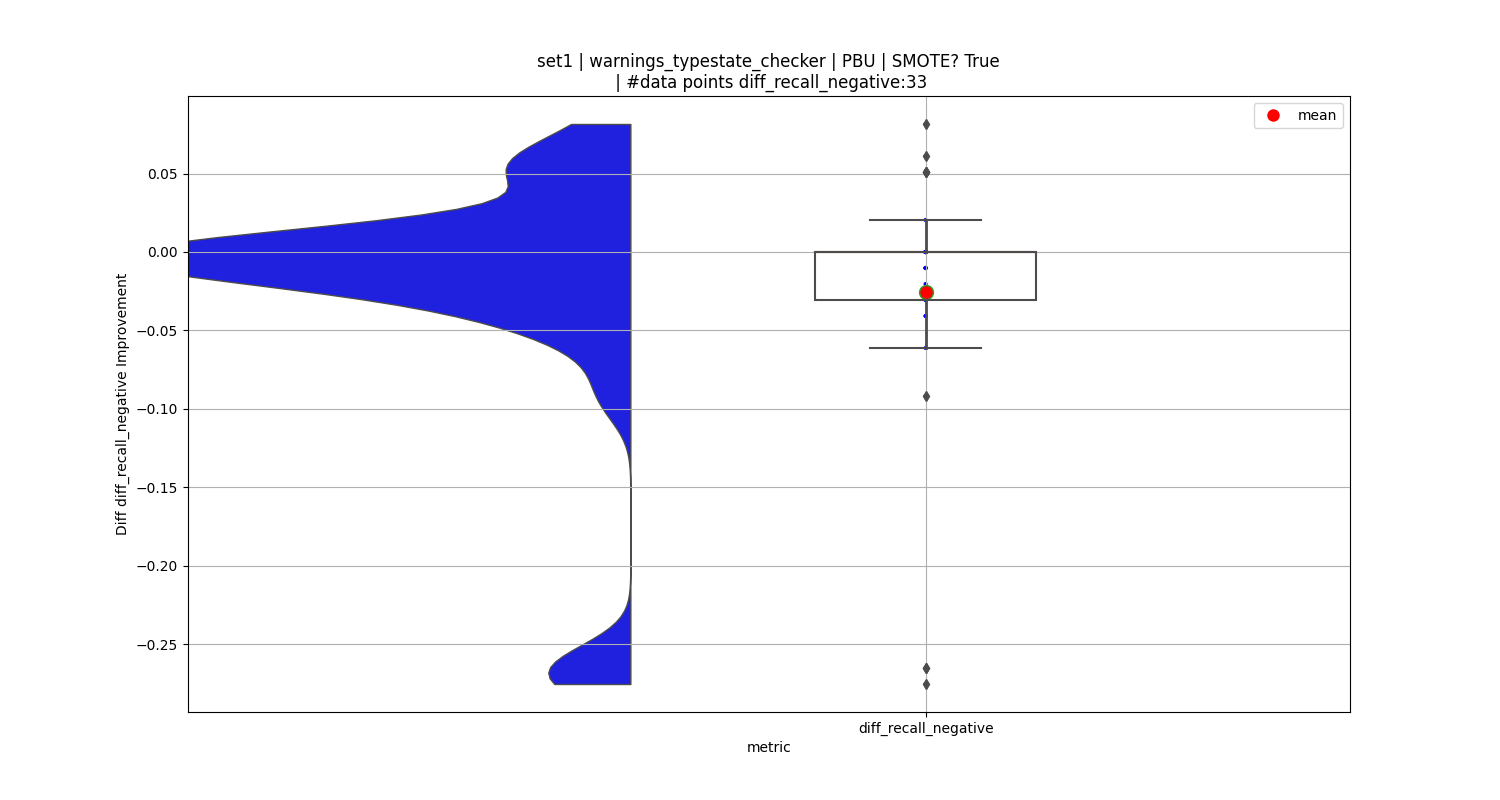 set1 | warnings_typestate_checker | PBU | SMOTE? True
| #data points diff_recall_negative:33
mean
0.05
0.00
−0.05
−0.10
−0.15
−0.20
−0.25
Diff diff_recall_negative Improvement
diff_recall_negative
metric